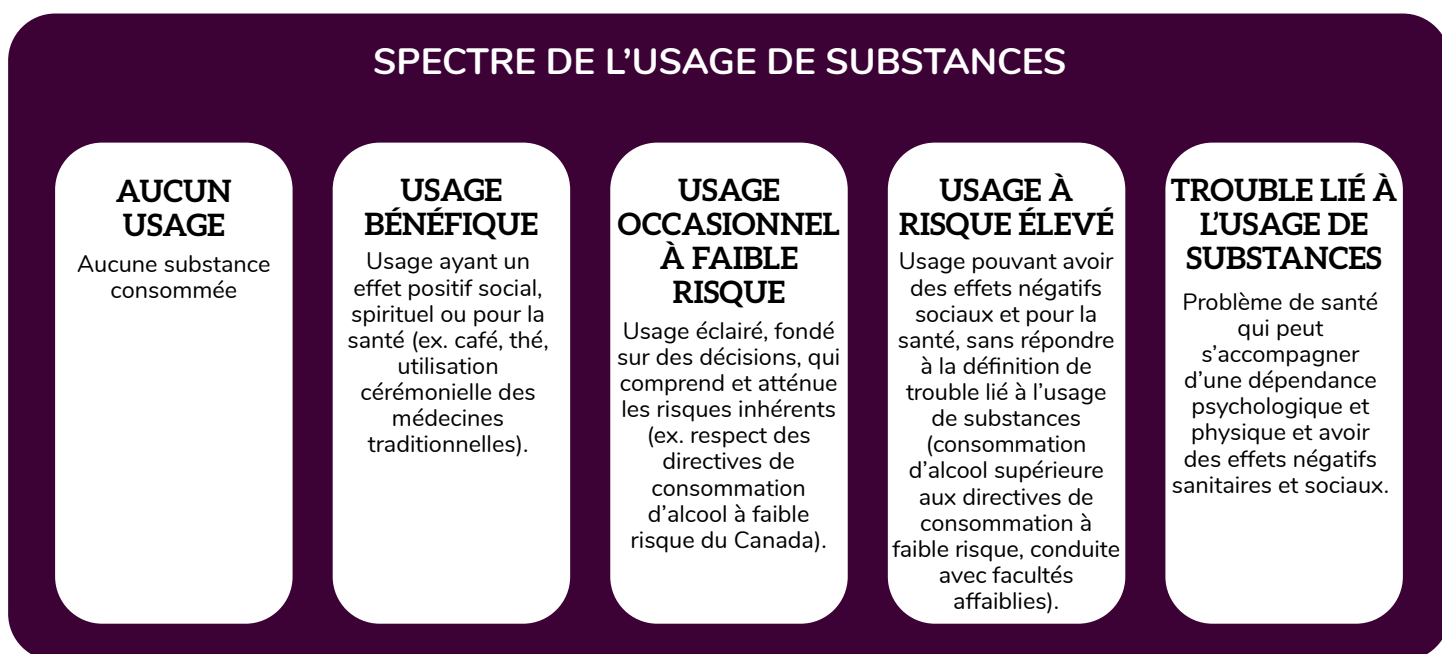 SPECTRE DE L’USAGE DE SUBSTANCES
AUCUN
USAGE
Aucune substance
consommée
USAGE
BÉNÉFIQUE
Usage ayant un
effet positif social,
spirituel ou pour la
santé (ex. café, thé,
utilisation
cérémonielle des
médecines
traditionnelles).
USAGE
OCCASIONNEL
À FAIBLE
RISQUE
Usage éclairé, fondé
sur des décisions, qui
comprend et atténue
les risques inhérents
(ex. respect des
directives de
consommation
d’alcool à faible
risque du Canada).
USAGE À
RISQUE ÉLEVÉ
Usage pouvant avoir
des effets négatifs
sociaux et pour la
santé, sans répondre
à la définition de
trouble lié à l’usage
de substances
(consommation
d’alcool supérieure
aux directives de
consommation à
faible risque, conduite
avec facultés
affaiblies).
TROUBLE LIÉ À
L’USAGE DE
SUBSTANCES
Problème de santé
qui peut
s’accompagner
d’une dépendance
psychologique et
physique et avoir
des effets négatifs
sanitaires et sociaux.